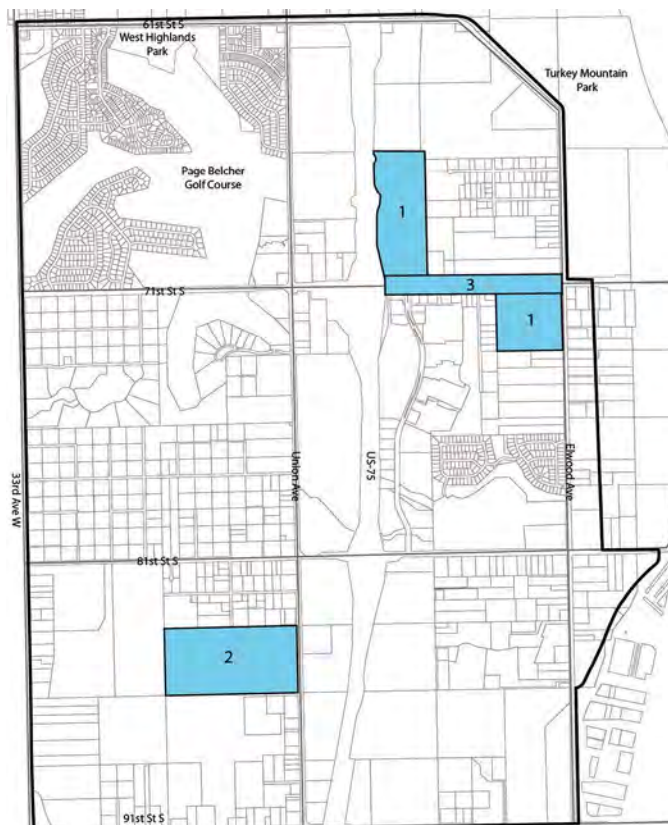 61st St S
West Highlands
Park
Turkey Mountain
Park
Page Belcher
Golf Course
1
3
71st St S
1
33rd Ave W
Union Ave
US-75
Elwood Ave
81st St S
2
91st St S